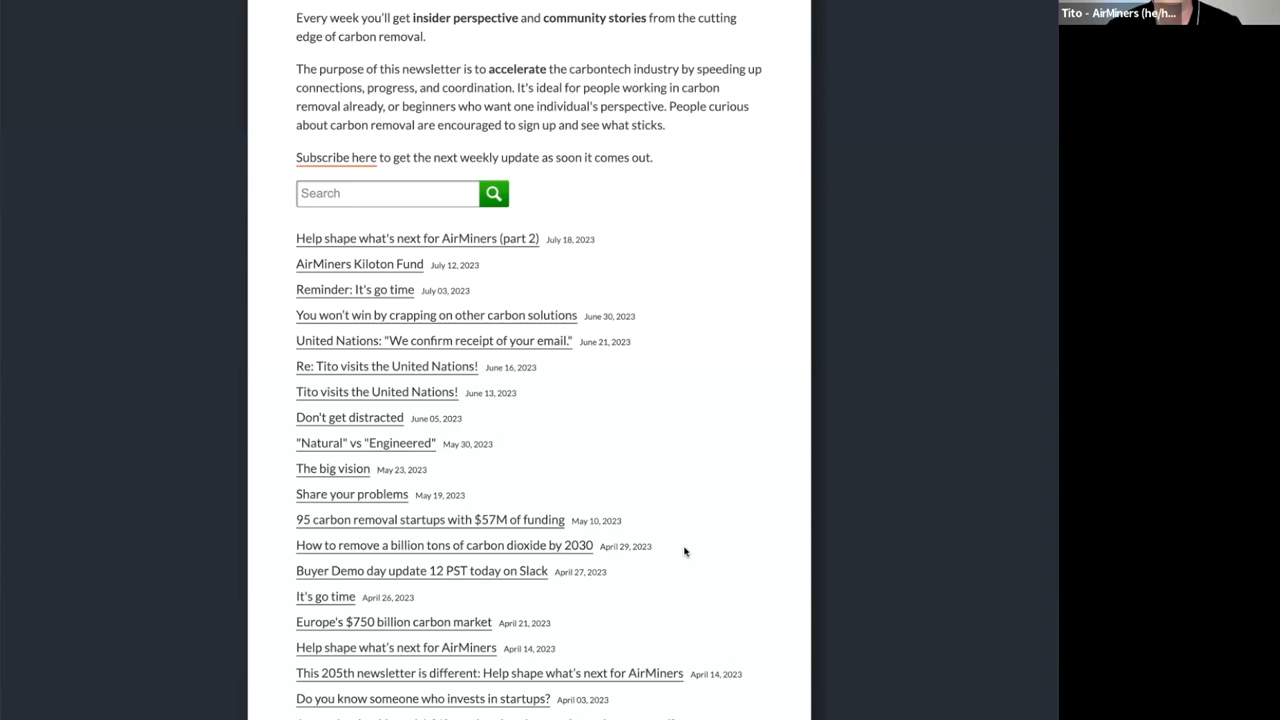 Every week you'll get insider perspective and community stories from the cutting
edge of carbon removal.
The purpose of this newsletter is to accelerate the carbontech industry by speeding up
connections, progress, and coordination. It's ideal for people working in carbon
removal already, or beginners who want one individual's perspective. People curious
about carbon removal are encouraged to sign up and see what sticks.
Subscribe here to get the next weekly update as soon it comes out.
Search
Help shape what's next for AirMiners (part 2) July 18, 2023
AirMiners Kiloton Fund July 12, 2023
Reminder: It's go time July 03, 2023
You won't win by crapping on other carbon solutions June 30, 2023
United Nations: "We confirm receipt of your email." June 21, 2023
Re: Tito visits the United Nations! June 16, 2023
Tito visits the United Nations! June 13, 2023
Don't get distracted June 05, 2023
"Natural" vs "Engineered" May 30, 2023
The big vision May 23, 2023
Share your problems May 19, 2023
95 carbon removal startups with $57M of funding May 10, 2023
How to remove a billion tons of carbon dioxide by 2030 April 29, 2023
Buyer Demo day update 12 PST today on Slack April 27, 2023
It's go time April 26, 2023
Europe's $750 billion carbon market April 21, 2023
Help shape what's next for AirMiners April 14, 2023
This 205th newsletter is different: Help shape what's next for AirMiners April 14, 2023
Do you know someone who invests in startups? April 03, 2023
Tito - AirMiners (he/h...